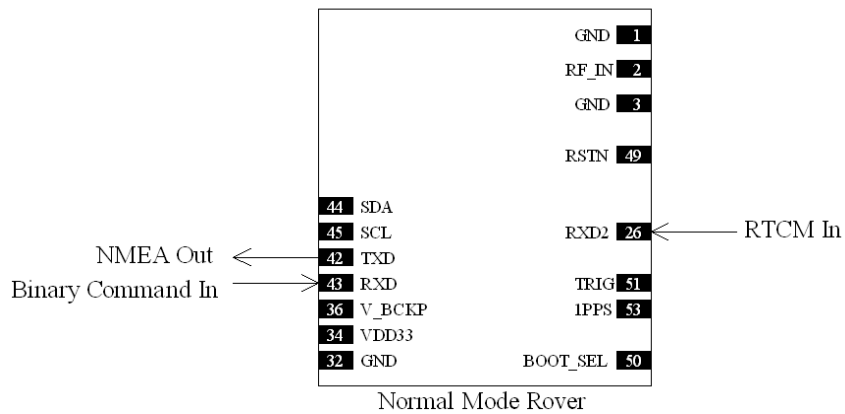 GND 1
RF_IN 2
GND 3
RSTN 49
44 SDA
45 SCL
RXD2 26
RTCM In
NMEA Out
42 TXD
Binary Command In
43 RXD
TRIG 51
36 V_BCKP
1PPS 53
34 VDD33
32 GND
BOOT_SEL 50
Normal Mode Rover